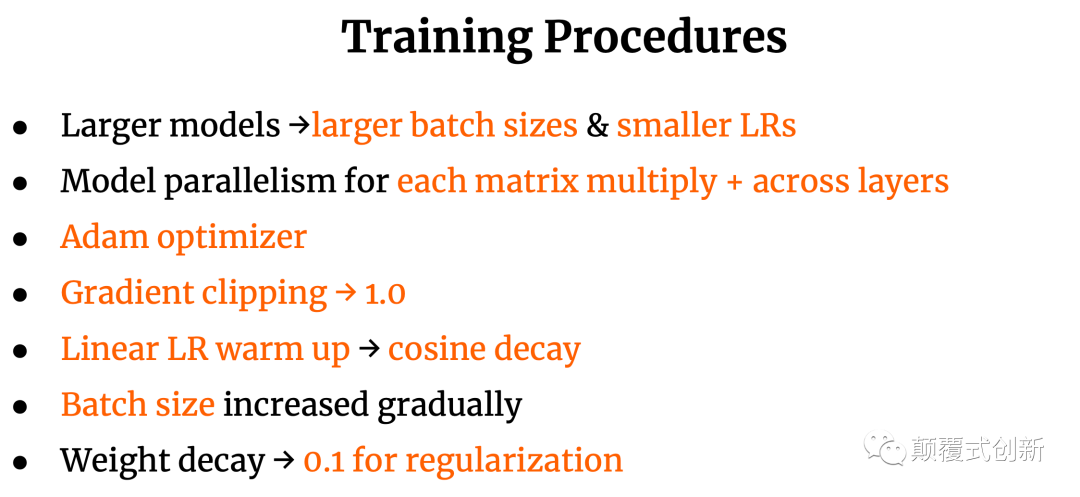 Training Procedures
● Larger models →larger batch sizes & smaller LRs
● Model parallelism for each matrix multiply + across layers
● Adam optimizer
● Gradient clipping → 1.0
● Linear LR warm up → cosine decay
● Batch size increased gradually
● Weight decay → 0.1 for regularization
颠覆式创新